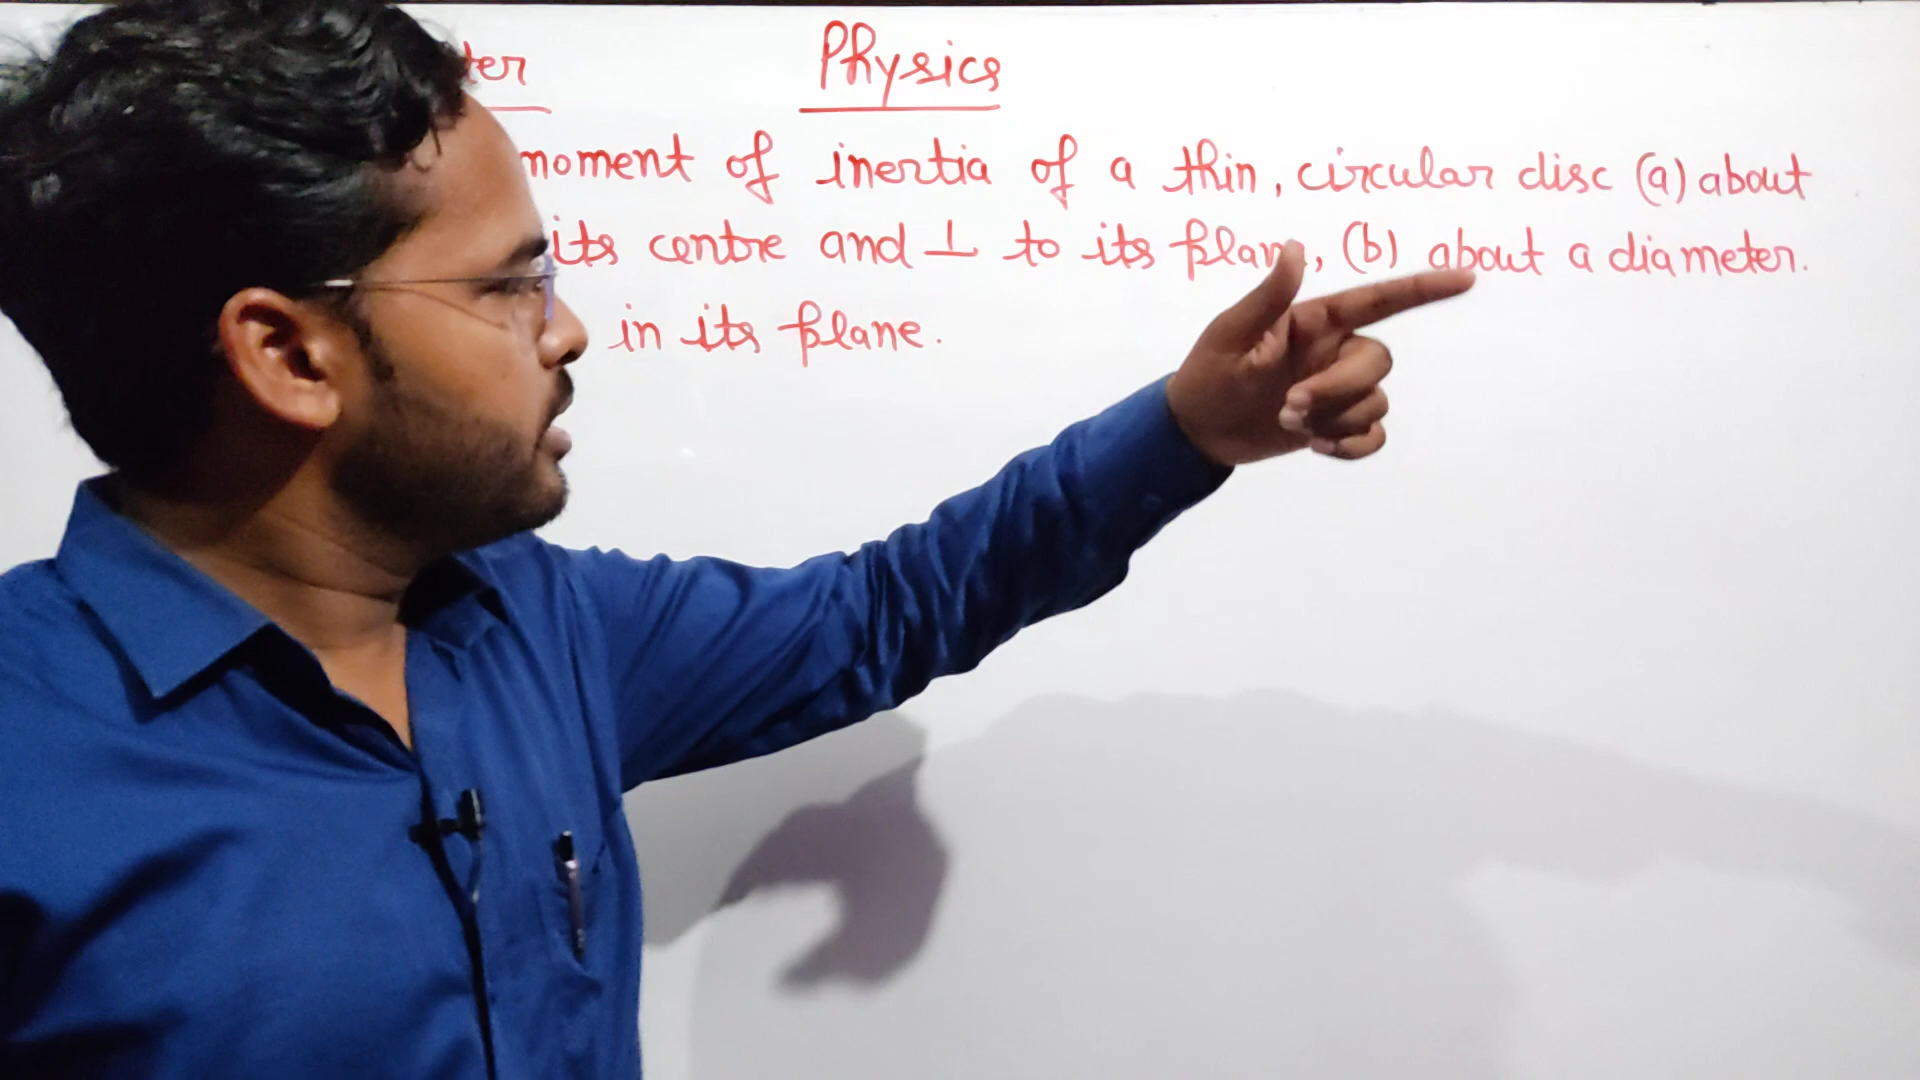 Physics
moment of inertia of a thin, circular disc (a) about
its centre and ⊥ to its plane, (b) about a diameter.
in its plane.